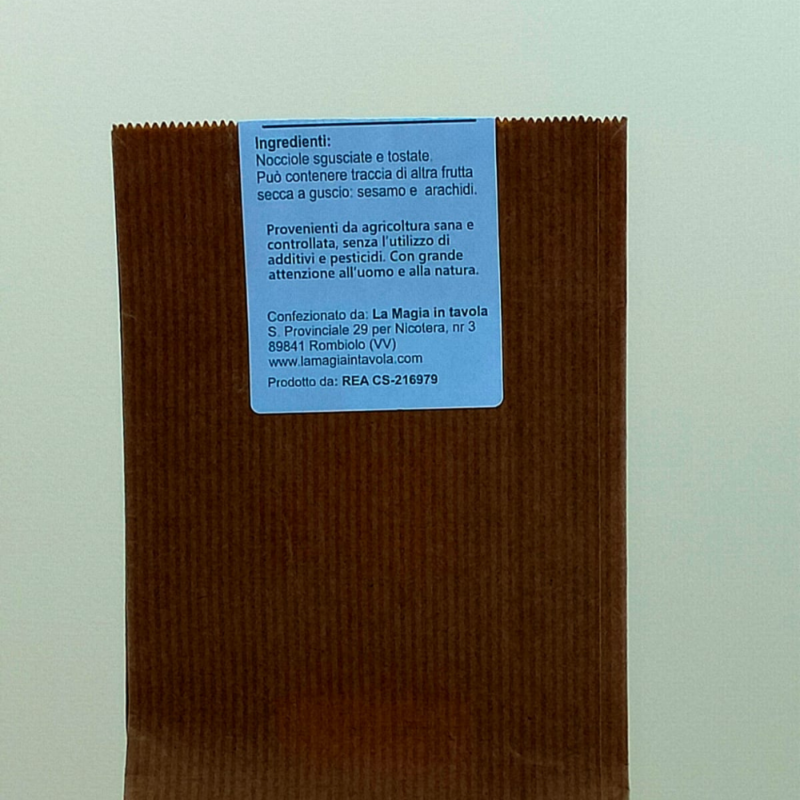 Ingredienti:
Nocciole sgusciate e tostate.
Può contenere traccia di altra frutta
secca a guscio: sesamo e arachidi.
Provenienti da agricoltura sana e
controllata, senza l'utilizzo di
additivi e pesticidi. Con grande
attenzione all'uomo e alla natura.
Confezionato da: La Magia in tavola
S. Provinciale 29 per Nicotera, nr 3
89841 Rombiolo (VV)
www.lamagiaintavola.com
Prodotto da: REA CS-216979